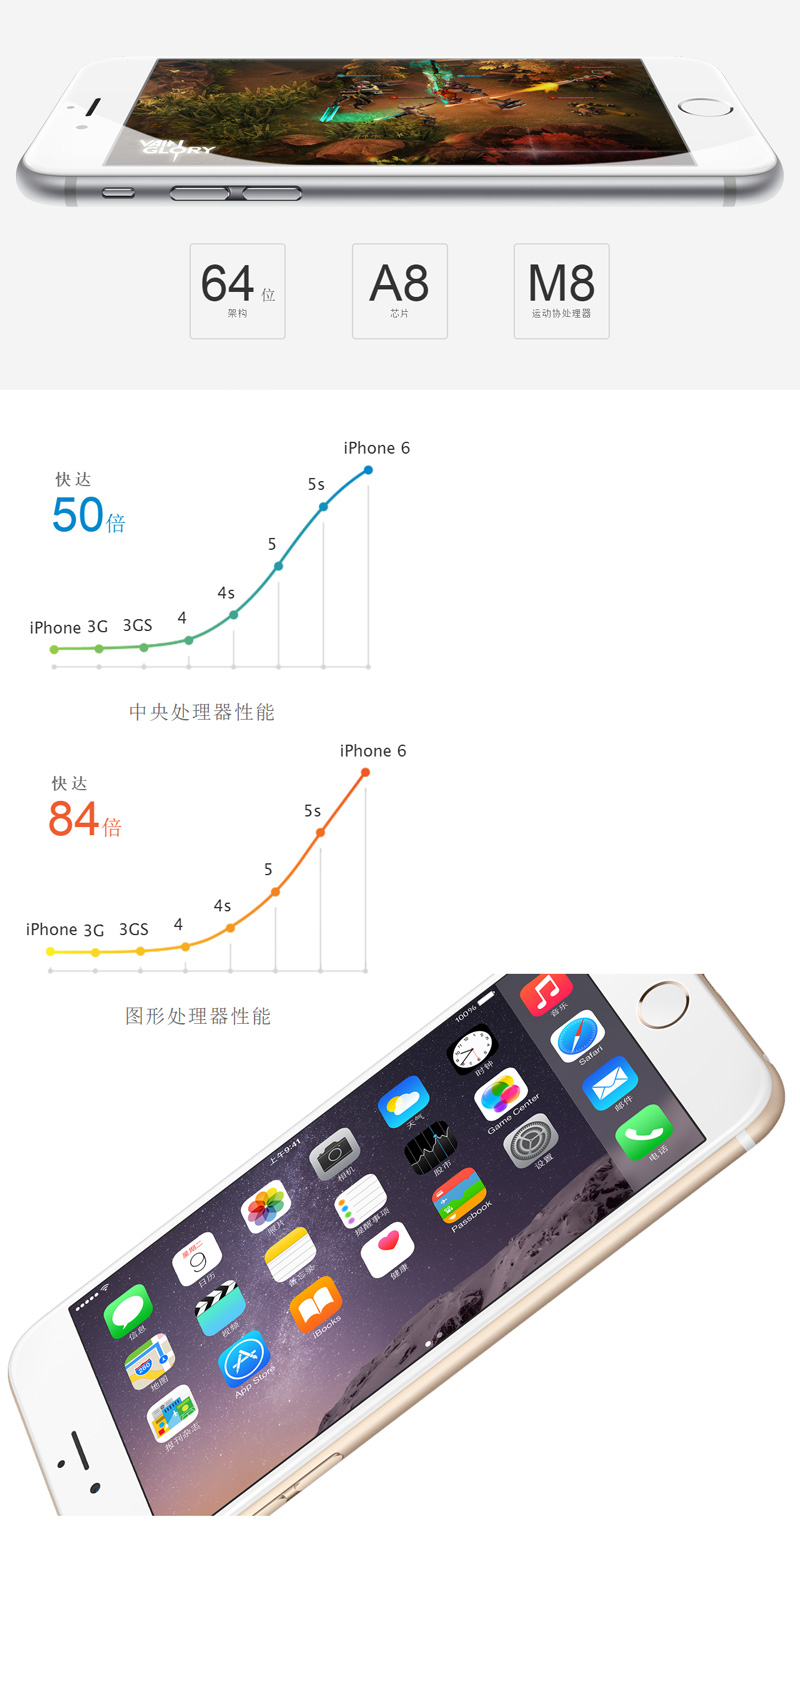 VAIN
GLORY
64 位
架构
A8
芯片
M8
运动协处理器
iPhone 6
5s
快达
50倍
5
4s
4
3GS
3G
iPhone
中央处理器性能
iPhone 6
快达
84倍
5s
5
4s
4
3GS
3G
iPhone
图形处理器性能
100%
上午9:41
音乐
Safari
邮件
电话
时钟
Game Center
设置
天气
股市
Passbook
相机
提醒事项
健康
照片
备忘录
iBooks
星期二
9
日历
视频
App Store
信息
280
地图
报刊杂志